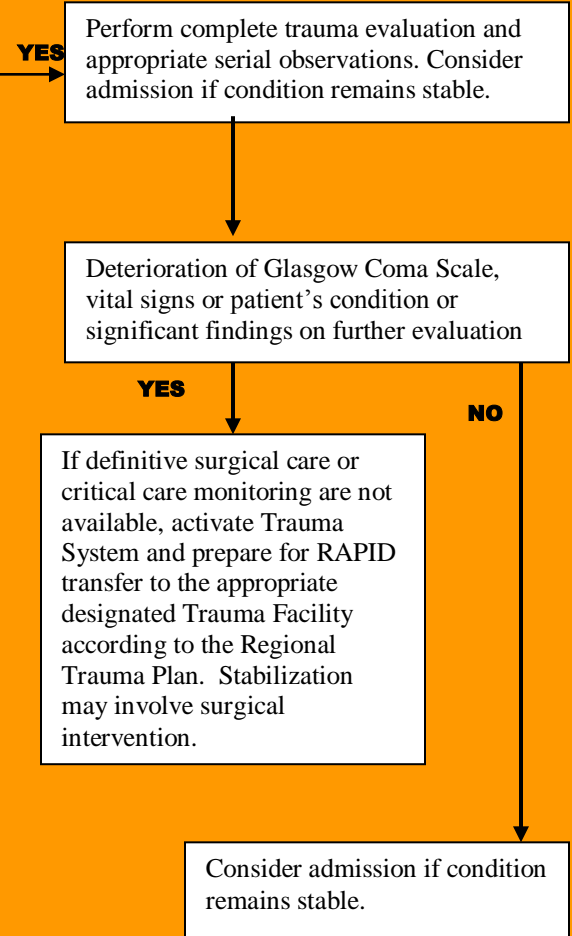 YES
Perform complete trauma evaluation and
appropriate serial observations. Consider
admission if condition remains stable.
Deterioration of Glasgow Coma Scale,
vital signs or patient’s condition or
significant findings on further evaluation
YES
NO
If definitive surgical care or
critical care monitoring are not
available, activate Trauma
System and prepare for RAPID
transfer to the appropriate
designated Trauma Facility
according to the Regional
Trauma Plan.  Stabilization
may involve surgical
intervention.
Consider admission if condition
remains stable.